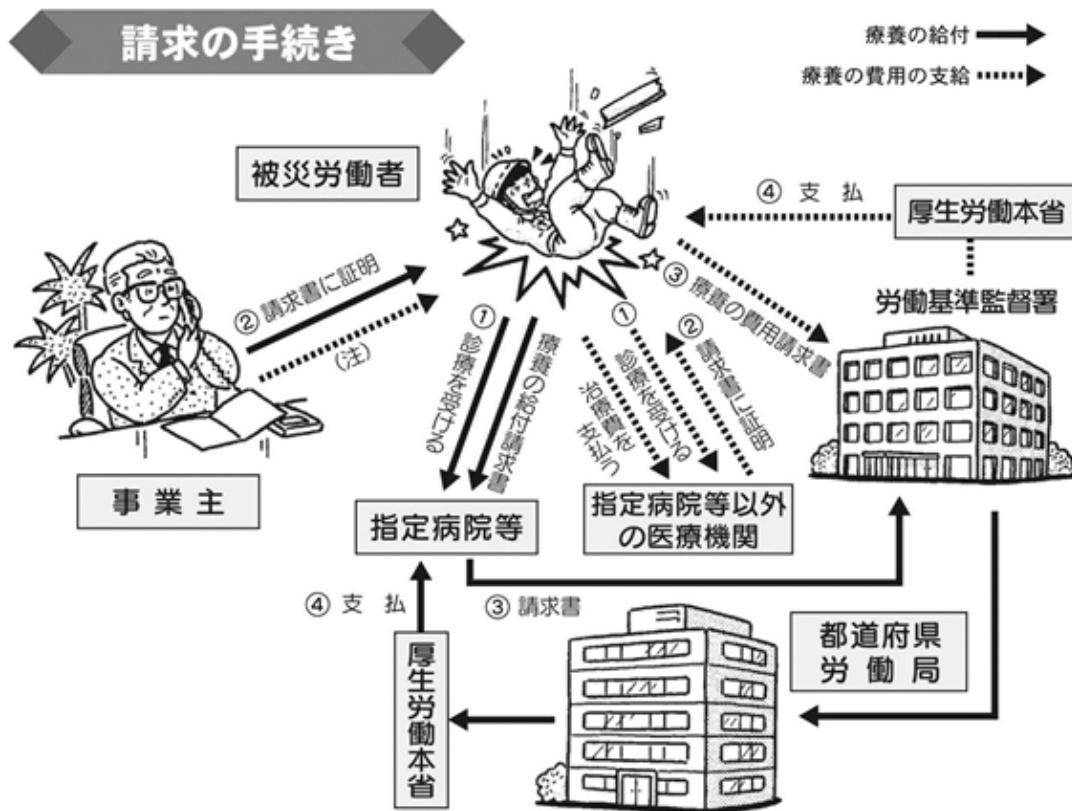 請求の手続き
療養の給付
療養の費用の支給
被災労働者
④ 支 払
厚生労働本省
② 請求書に証明
(注)
③ 療養の費用請求書
労働基準監督署
① 診療を受ける
療養の給付請求書
治療費を
支払う
① 診療を受ける
② 請求書に証明
事 業 主
指定病院等
指定病院等以外
の医療機関
④ 支 払
③ 請求書
都道府県
労 働 局
厚生労働本省